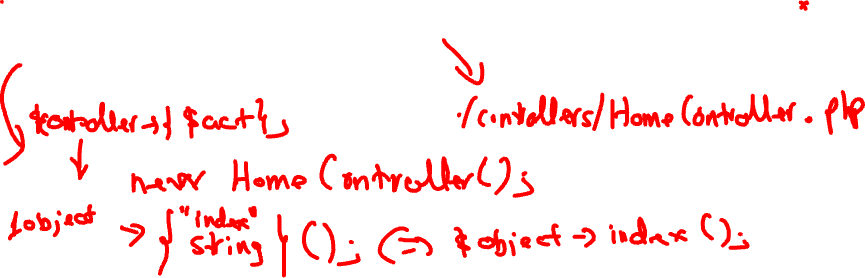 $controller->{$act};
./controllers/HomeController.php
new HomeController();
$object -> {"index" string}(); <=> $object -> index();